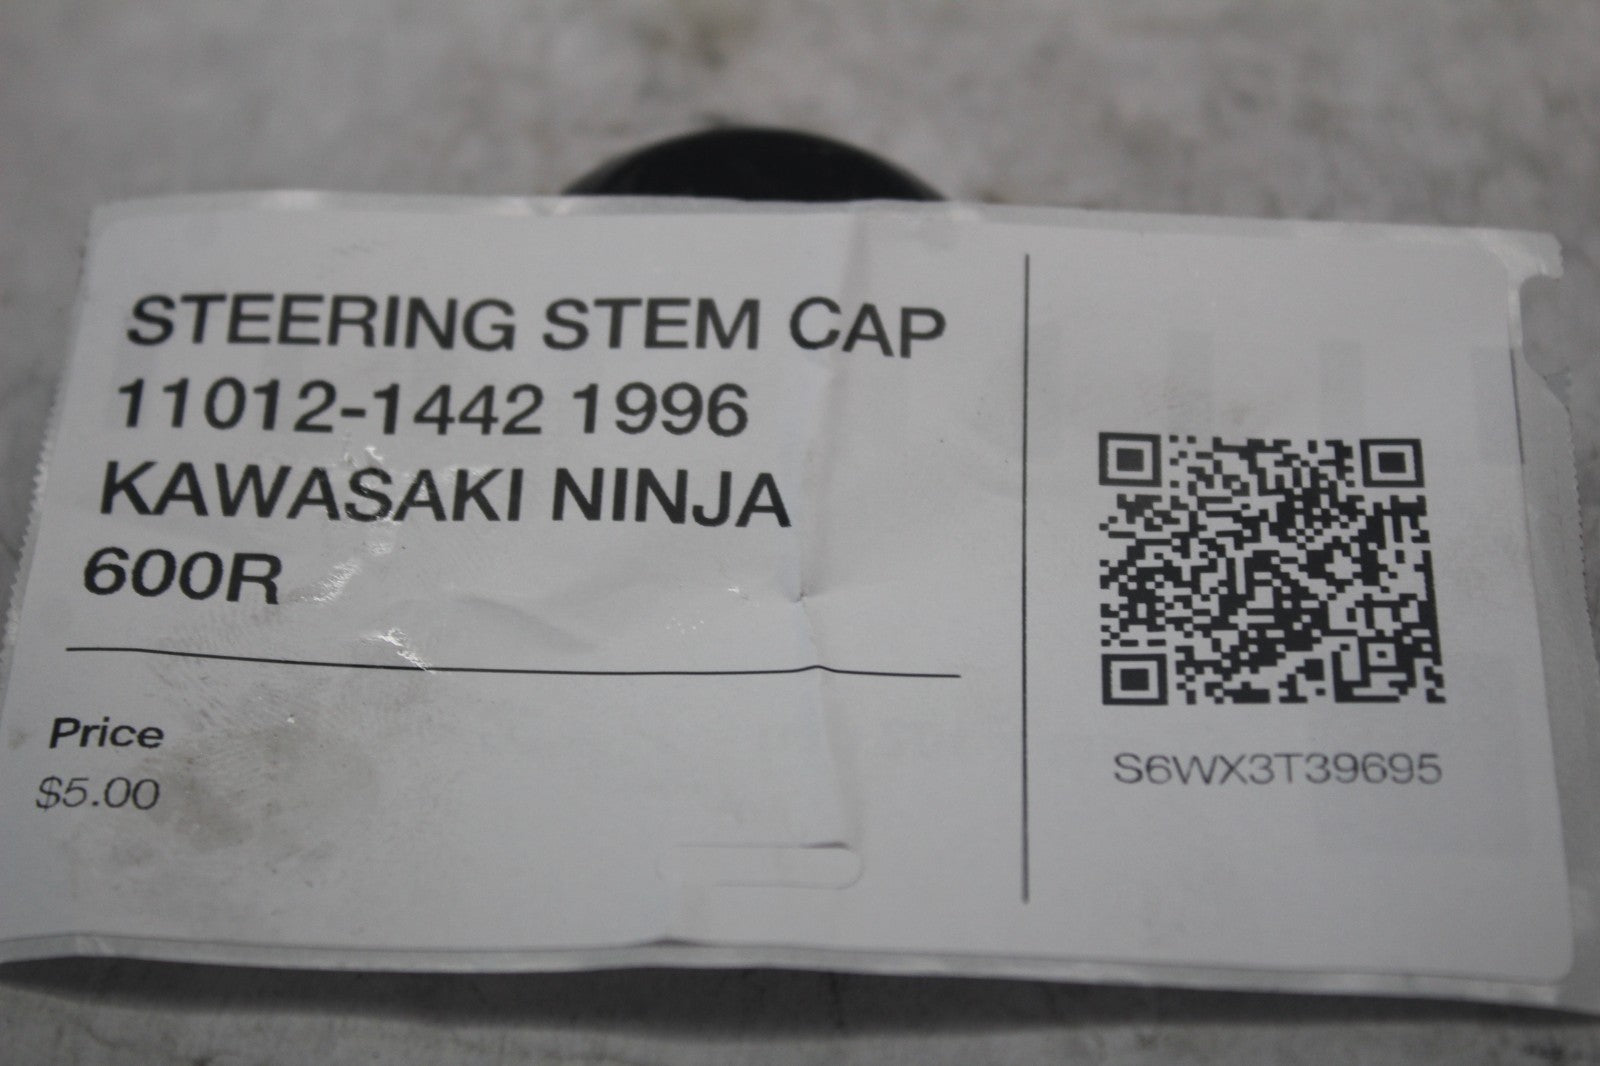 STEERING STEM CAP
11012-1442 1996
KAWASAKI NINJA
600R
Price
$5.00
S6WX3T39695